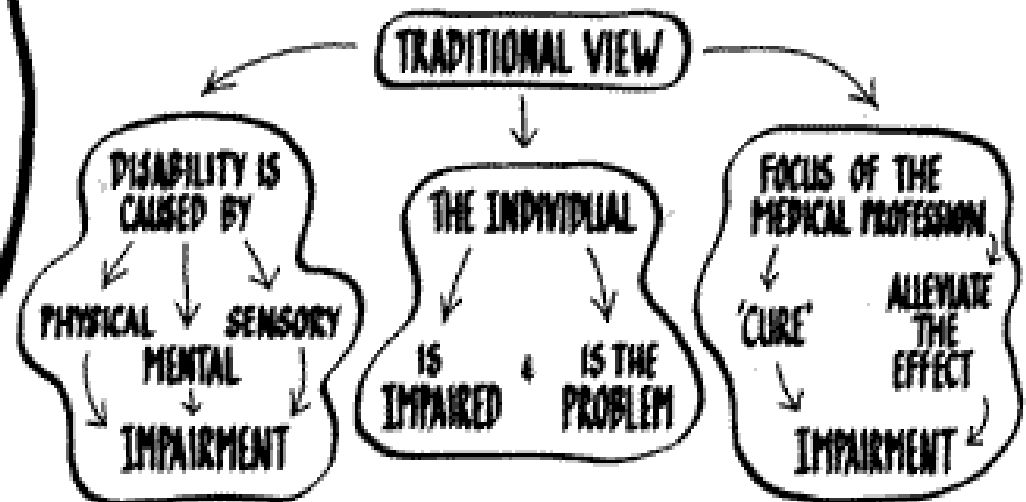 TRADITIONAL VIEW
DISABILITY IS
CAUSED BY
PHYSICAL
SENSORY
MENTAL
IMPAIRMENT
THE INDIVIDUAL
IS
IMPAIRED
&
IS THE
PROBLEM
FOCUS OF THE
MEDICAL PROFESSION
'CURE'
ALLEVIATE
THE
EFFECT
IMPAIRMENT